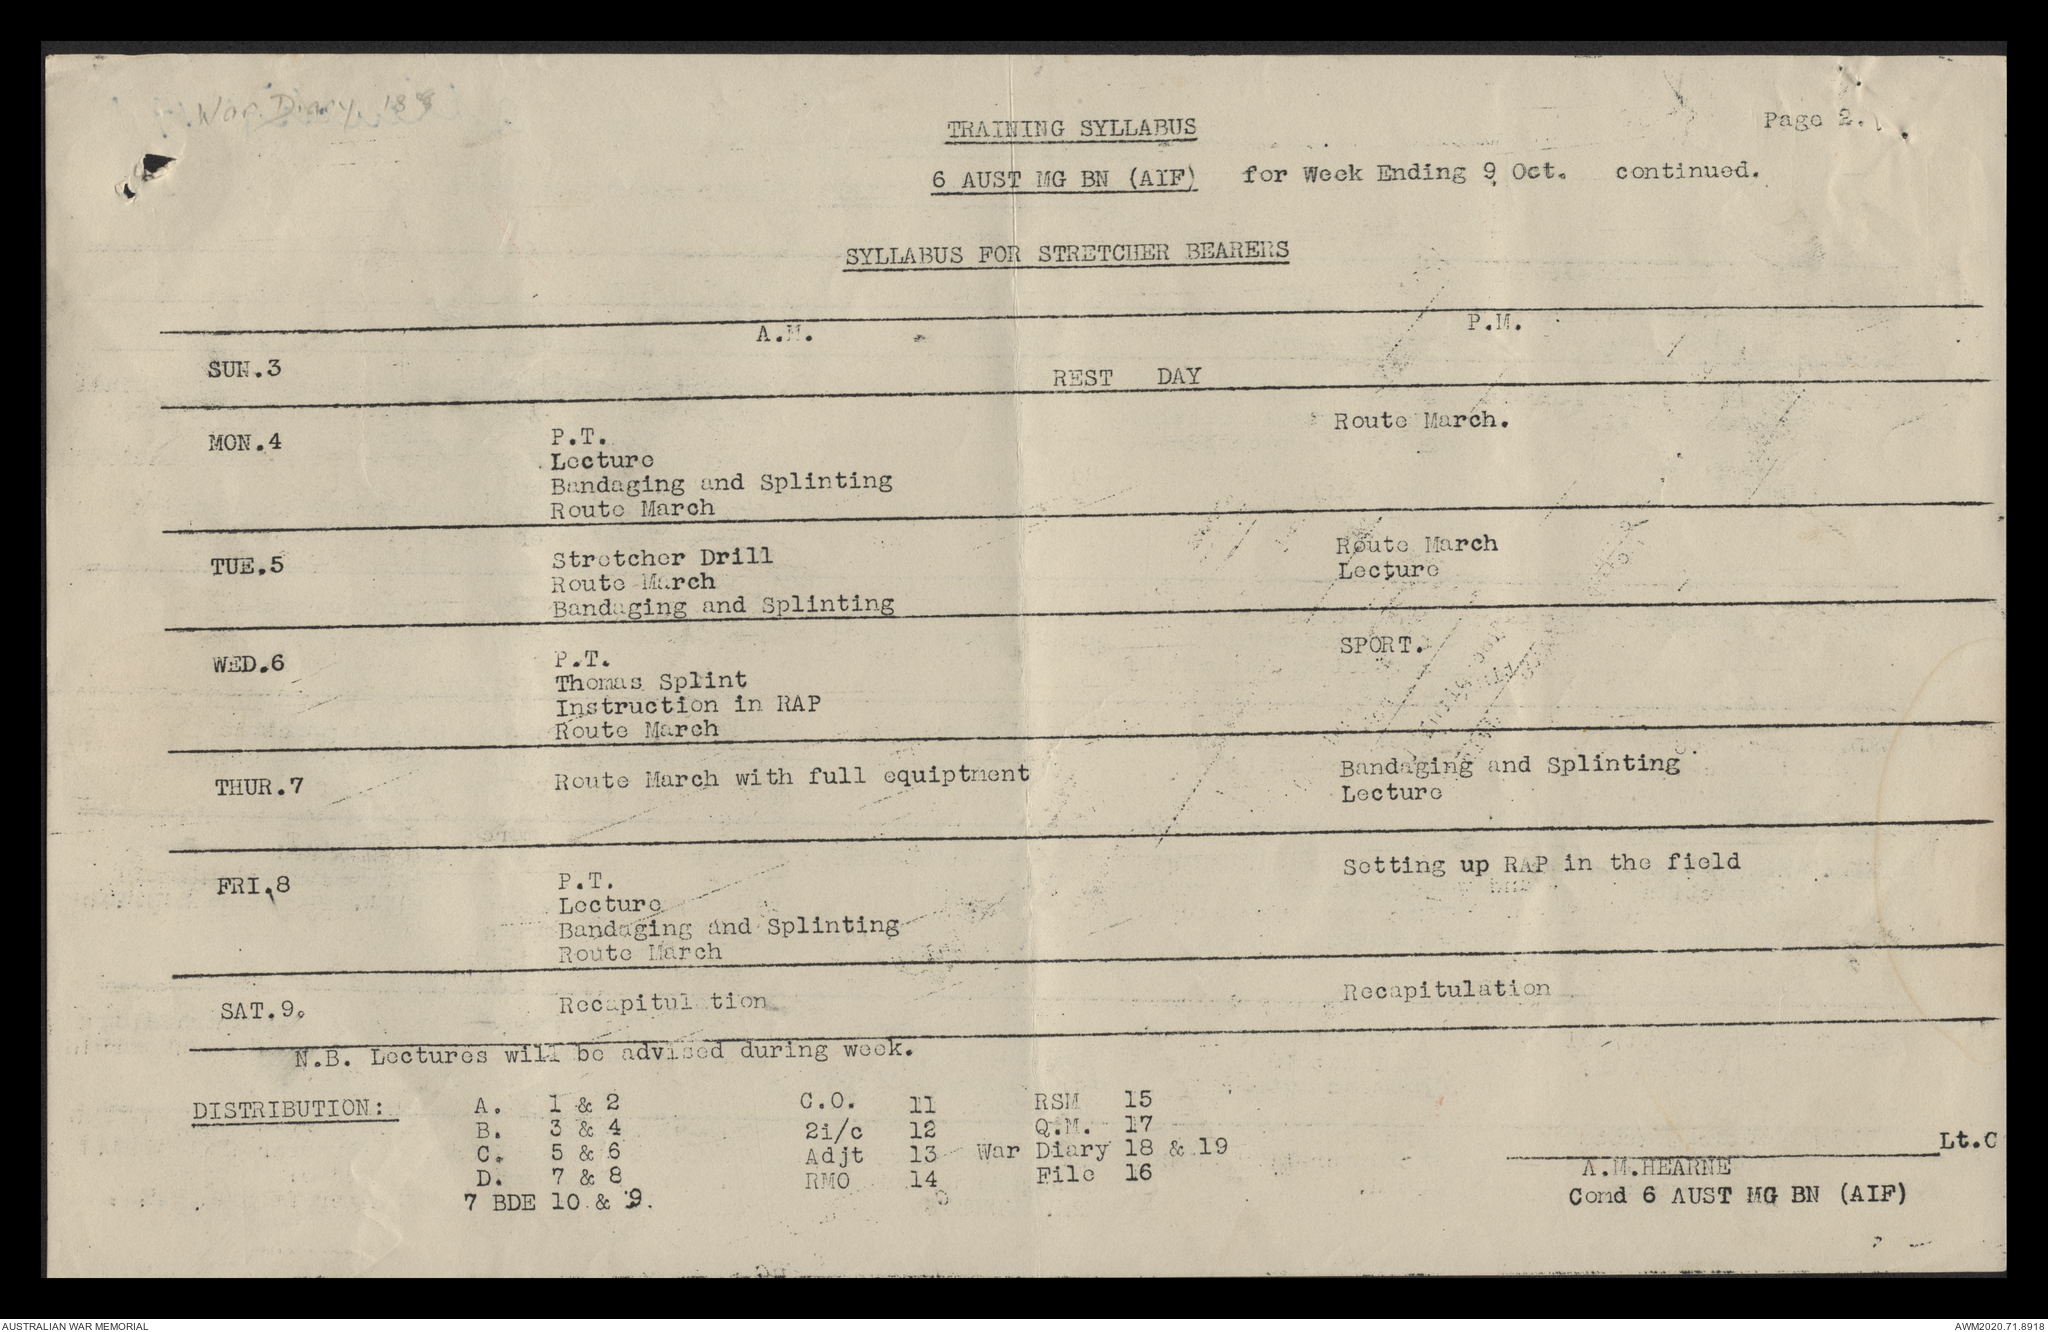 War Diary 18
Page 2.
TRAINING SYLLABUS
6 AUST MG BN (AIF) for Week Ending 9 Oct. continued.
SYLLABUS FOR STRETCHER BEARERS
A.M. P.M.
SUN.3 REST DAY
MON.4 P.T. Route March.
Lecture
Bandaging and Splinting
Route March
TUE.5 Stretcher Drill Route March
Route March Lecture
Bandaging and Splinting
WED.6 P.T. SPORT.
Thomas Splint
Instruction in RAP
Route March
THUR.7 Route March with full equiptment Bandaging and Splinting
Lecture
FRI.8 P.T. Setting up RAP in the field
Lecture
Bandaging and Splinting
Route March
SAT.9. Recapitulation Recapitulation
N.B. Lectures will be advised during week.
DISTRIBUTION: A. 1 & 2 C.O. 11 RSM 15
B. 3 & 4 2i/c 12 Q.M. 17
C. 5 & 6 Adjt 13 War Diary 18 & 19
D. 7 & 8 RMO 14 File 16
7 BDE 10 & 9.
Lt.C
A.M.HEARNE
Comd 6 AUST MG BN (AIF)
AUSTRALIAN WAR MEMORIAL
AWM2020.71.8918